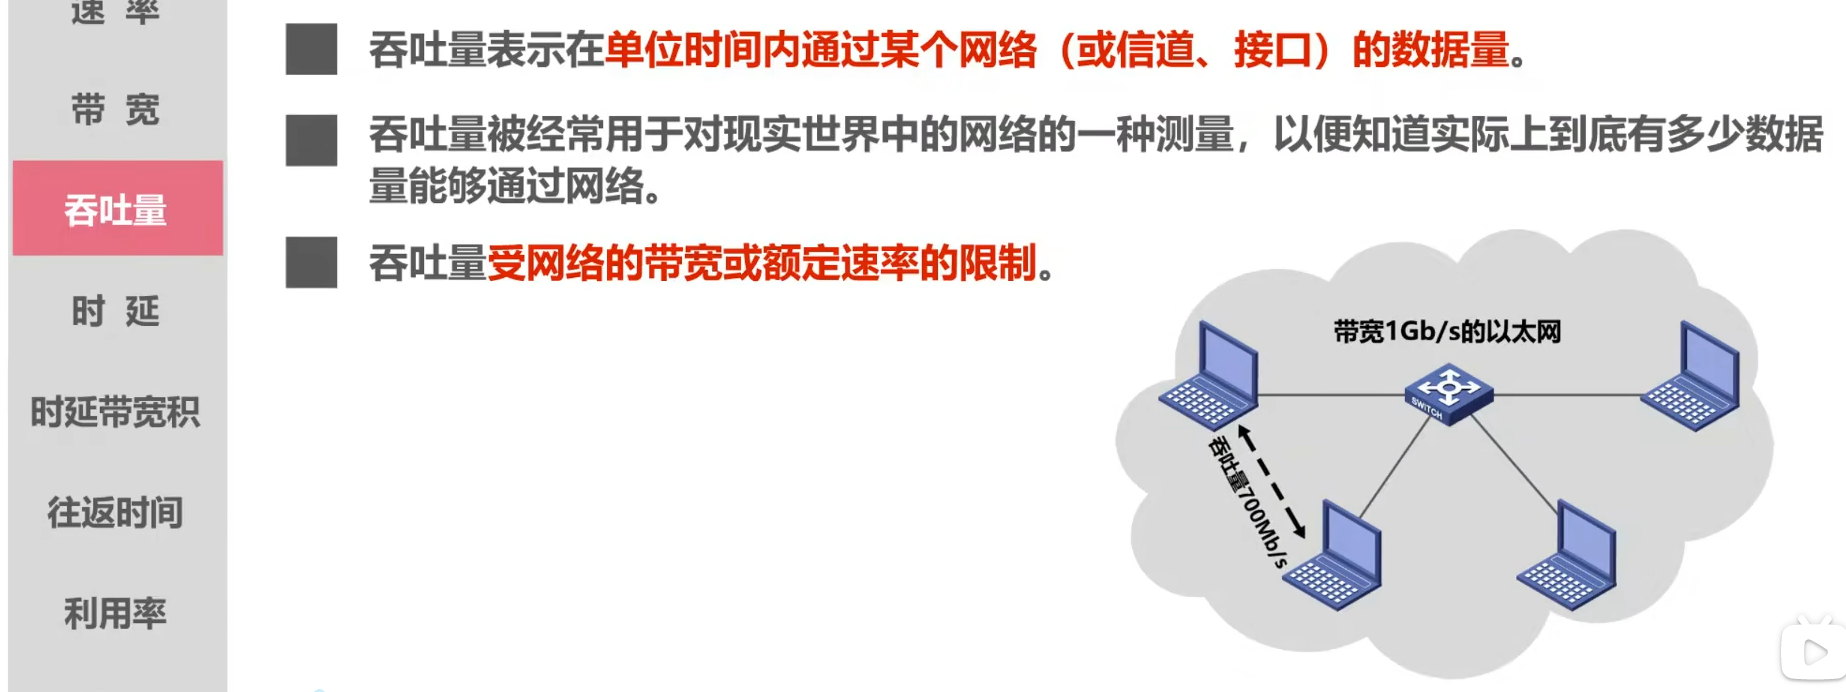 速 率
带 宽
吞吐量
时 延
时延带宽积
往返时间
利用率
吞吐量表示在单位时间内通过某个网络（或信道、接口）的数据量。
吞吐量被经常用于对现实世界中的网络的一种测量，以便知道实际上到底有多少数据
量能够通过网络。
吞吐量受网络的带宽或额定速率的限制。
带宽1Gb/s的以太网
SWITCH
吞吐量700Mb/s